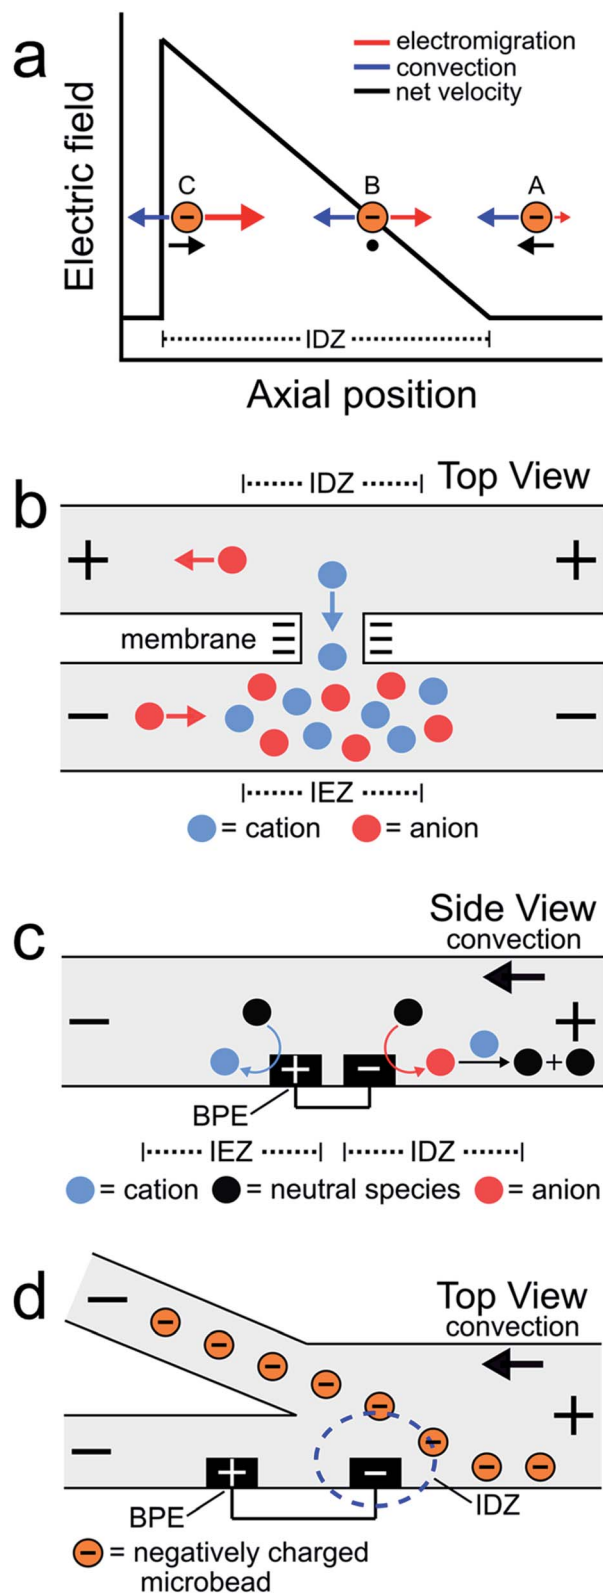 a
electromigration
convection
net velocity
Electric field
C
B
A
−
−
−
IDZ
Axial position
b
IDZ
Top View
+
+
membrane
−
−
IEZ
= cation
= anion
c
Side View
convection
−
+
+
+
−
BPE
IEZ
IDZ
= cation
= neutral species
= anion
d
Top View
convection
−
+
−
+
−
BPE
IDZ
= negatively charged
microbead